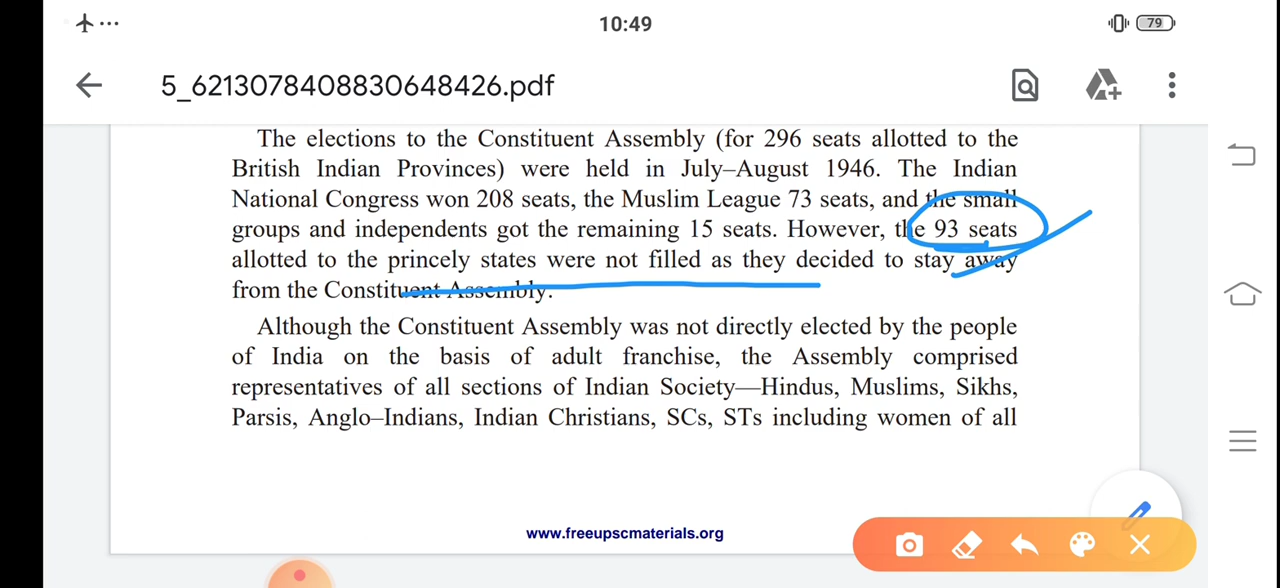 10:49
79
5_6213078408830648426.pdf
The elections to the Constituent Assembly (for 296 seats allotted to the
British Indian Provinces) were held in July–August 1946. The Indian
National Congress won 208 seats, the Muslim League 73 seats, and the small
groups and independents got the remaining 15 seats. However, the 93 seats
allotted to the princely states were not filled as they decided to stay away
from the Constituent Assembly.
Although the Constituent Assembly was not directly elected by the people
of India on the basis of adult franchise, the Assembly comprised
representatives of all sections of Indian Society—Hindus, Muslims, Sikhs,
Parsis, Anglo–Indians, Indian Christians, SCs, STs including women of all
www.freeupscmaterials.org